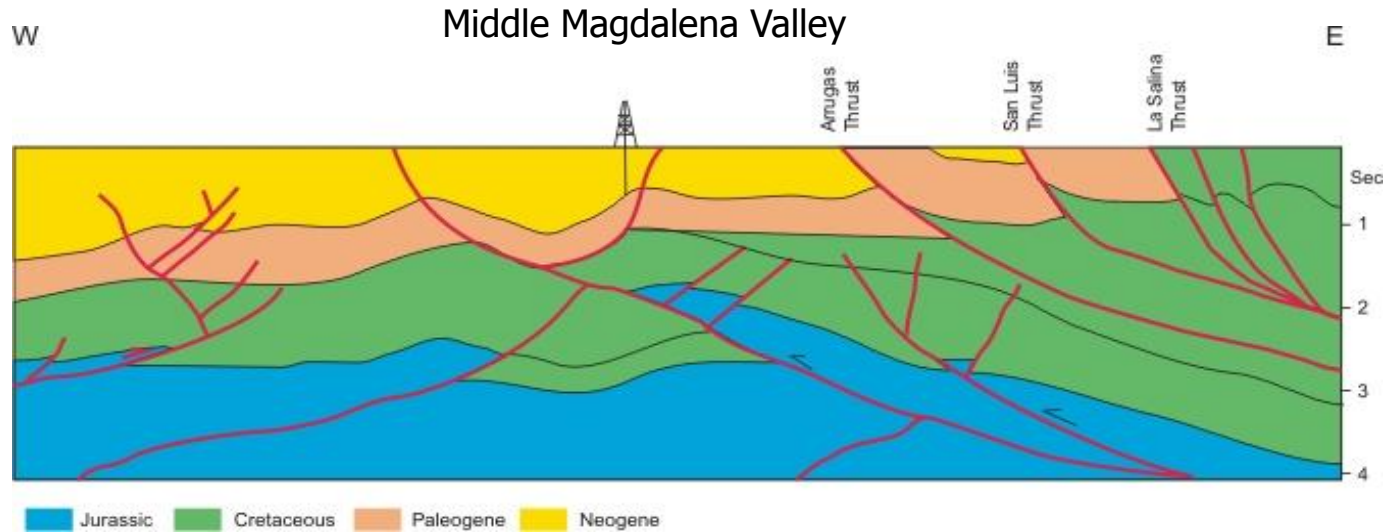 Middle Magdalena Valley
W
E
Arrugas
Thrust
San Luis
Thrust
La Salina
Thrust
Sec
1
2
3
4
Jurassic
Cretaceous
Paleogene
Neogene